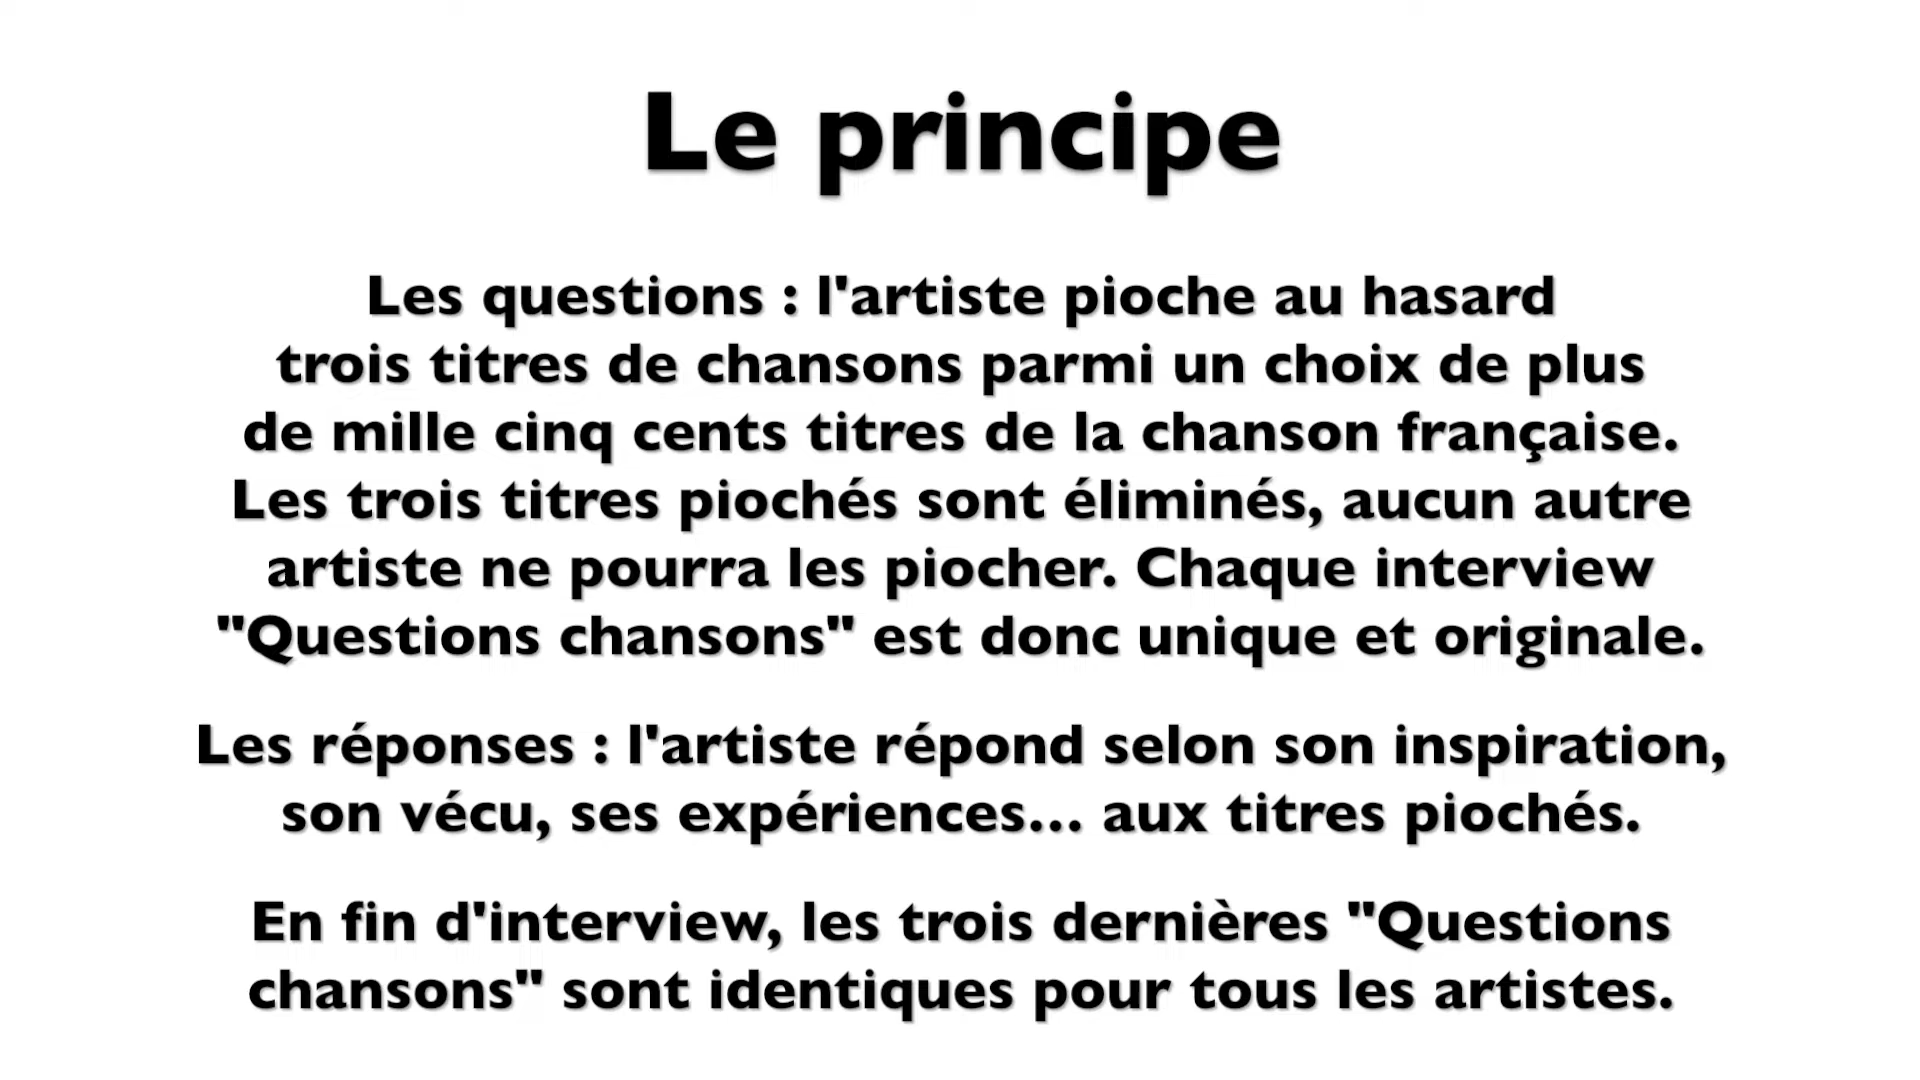 Le principe
Les questions : l'artiste pioche au hasard
trois titres de chansons parmi un choix de plus
de mille cinq cents titres de la chanson française.
Les trois titres piochés sont éliminés, aucun autre
artiste ne pourra les piocher. Chaque interview
"Questions chansons" est donc unique et originale.
Les réponses : l'artiste répond selon son inspiration,
son vécu, ses expériences... aux titres piochés.
En fin d'interview, les trois dernières "Questions
chansons" sont identiques pour tous les artistes.